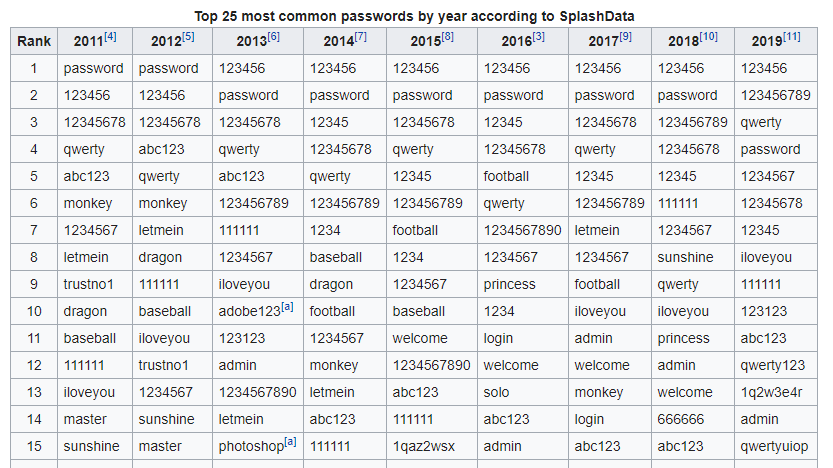 Top 25 most common passwords by year according to SplashData
Rank 2011[4] 2012[5] 2013[6] 2014[7] 2015[8] 2016[3] 2017[9] 2018[10] 2019[11]
1 password password 123456 123456 123456 123456 123456 123456 123456
2 123456 123456 password password password password password password 123456789
3 12345678 12345678 12345678 12345 12345678 12345 12345678 123456789 qwerty
4 qwerty abc123 qwerty 12345678 qwerty 12345678 qwerty 12345678 password
5 abc123 qwerty abc123 qwerty 12345 football 12345 12345 1234567
6 monkey monkey 123456789 123456789 123456789 qwerty 123456789 111111 12345678
7 1234567 letmein 111111 1234 football 1234567890 letmein 1234567 12345
8 letmein dragon 1234567 baseball 1234 1234567 1234567 sunshine iloveyou
9 trustno1 111111 iloveyou dragon 1234567 princess football qwerty 111111
10 dragon baseball adobe123[a] football baseball 1234 iloveyou iloveyou 123123
11 baseball iloveyou 123123 1234567 welcome login admin princess abc123
12 111111 trustno1 admin monkey 1234567890 welcome welcome admin qwerty123
13 iloveyou 1234567 1234567890 letmein abc123 solo monkey welcome 1q2w3e4r
14 master sunshine letmein abc123 111111 abc123 login 666666 admin
15 sunshine master photoshop[a] 111111 1qaz2wsx admin abc123 abc123 qwertyuiop